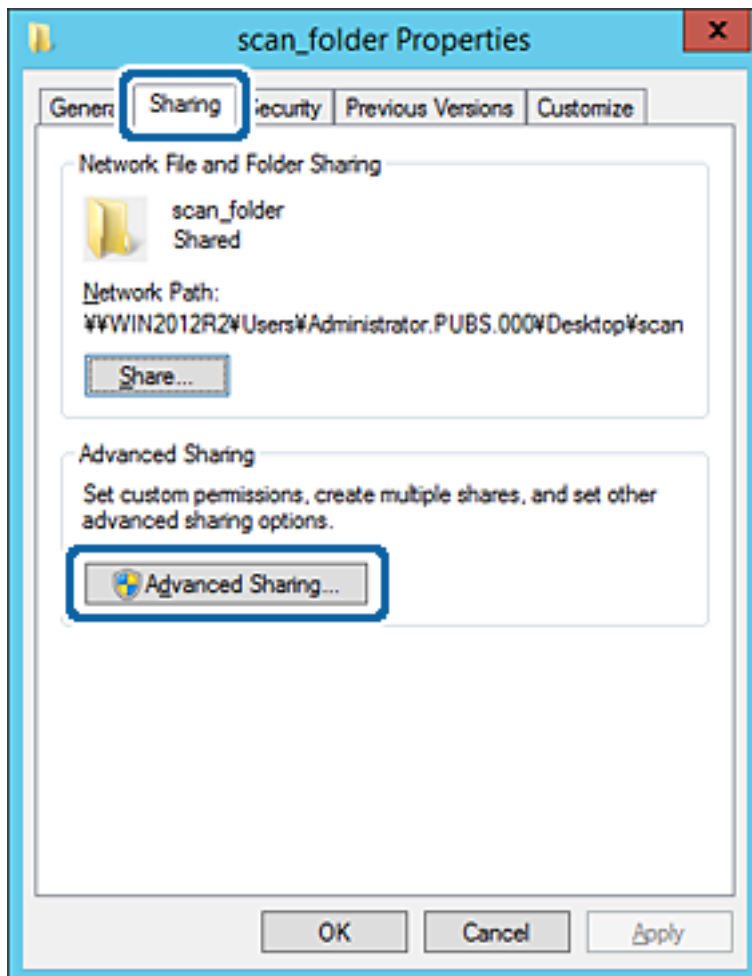 scan_folder Properties
x
Genera Sharing ecurity Previous Versions Customize
Network File and Folder Sharing
scan_folder
Shared
Network Path:
¥¥WIN2012R2¥Users¥Administrator.PUBS.000¥Desktop¥scan
Share...
Advanced Sharing
Set custom permissions, create multiple shares, and set other
advanced sharing options.
Advanced Sharing...
OK Cancel Apply